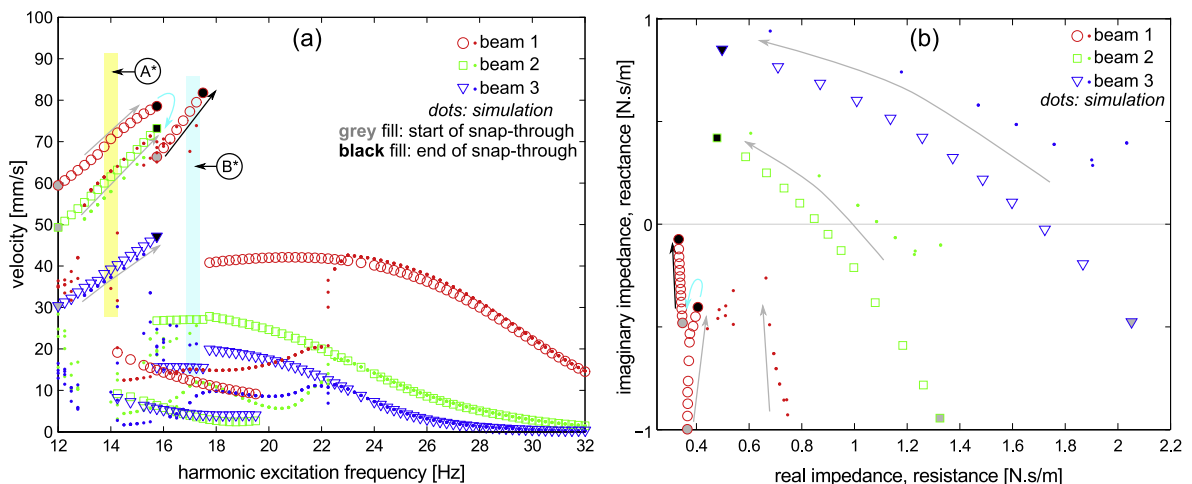 (a)
beam 1
beam 2
beam 3
dots: simulation
grey fill: start of snap-through
black fill: end of snap-through
A*
B*
100
90
80
70
60
50
40
30
20
10
0
velocity [mm/s]
12 14 16 18 20 22 24 26 28 30 32
harmonic excitation frequency [Hz]
(b)
beam 1
beam 2
beam 3
dots: simulation
1
0
−1
imaginary impedance, reactance [N.s/m]
0.4 0.6 0.8 1.0 1.2 1.4 1.6 1.8 2 2.2
real impedance, resistance [N.s/m]